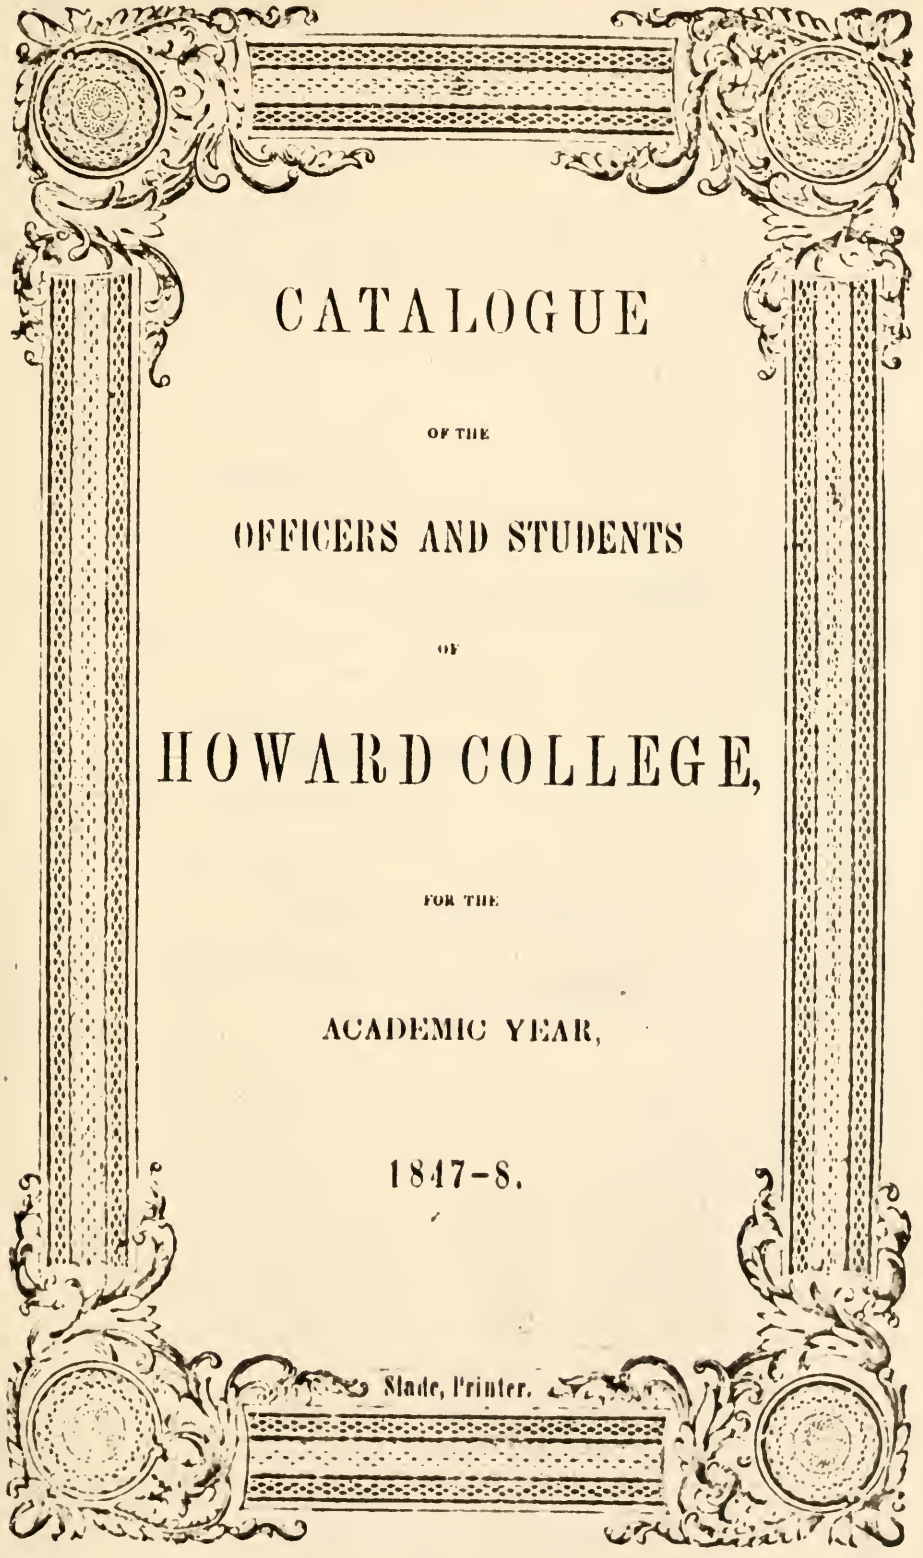 CATALOGUE
OF THE
OFFICERS AND STUDENTS
OF
HOWARD COLLEGE,
FOR THE
ACADEMIC YEAR,
1847-8.
Slade, Printer.